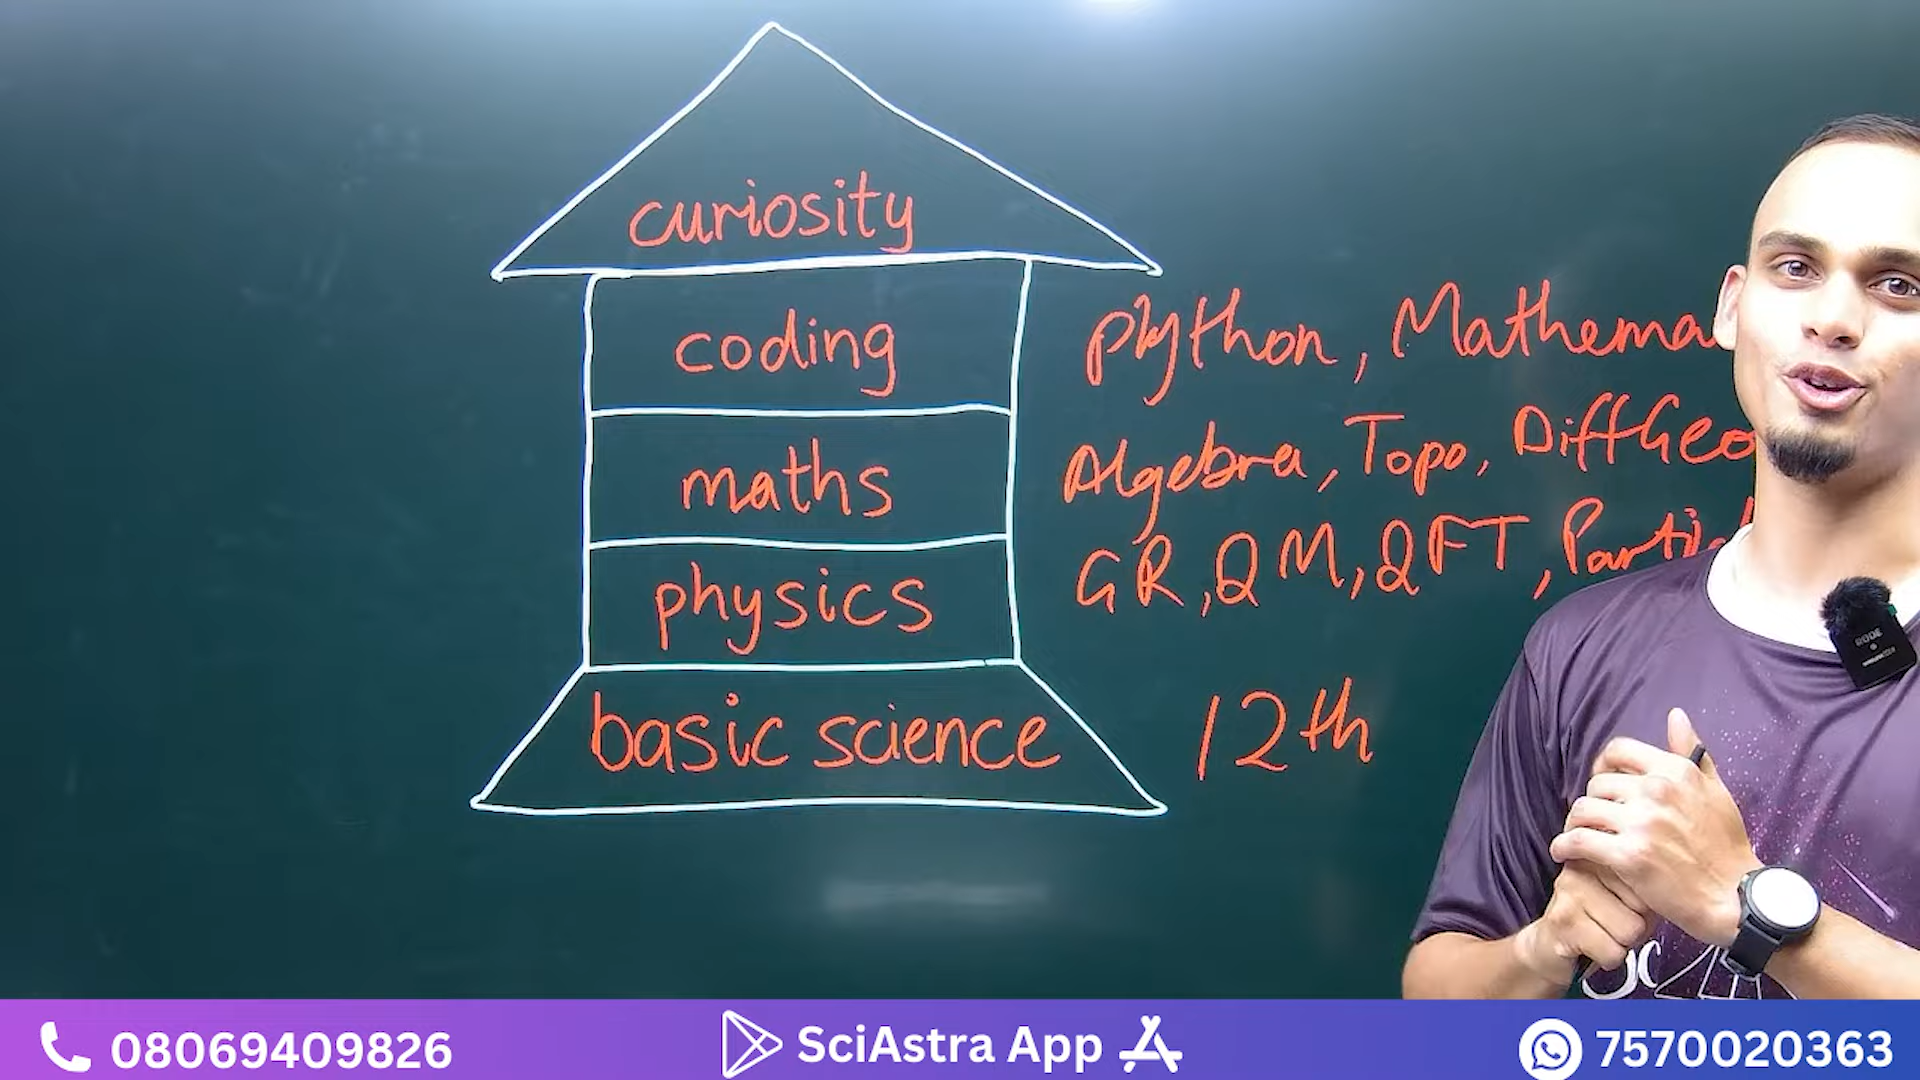 curiosity
coding
Python, Mathema
maths
Algebra, Topo, DiffGeo
physics
GR, QM, QFT,
basic science
12th
RODE
08069409826
SciAstra App
7570020363